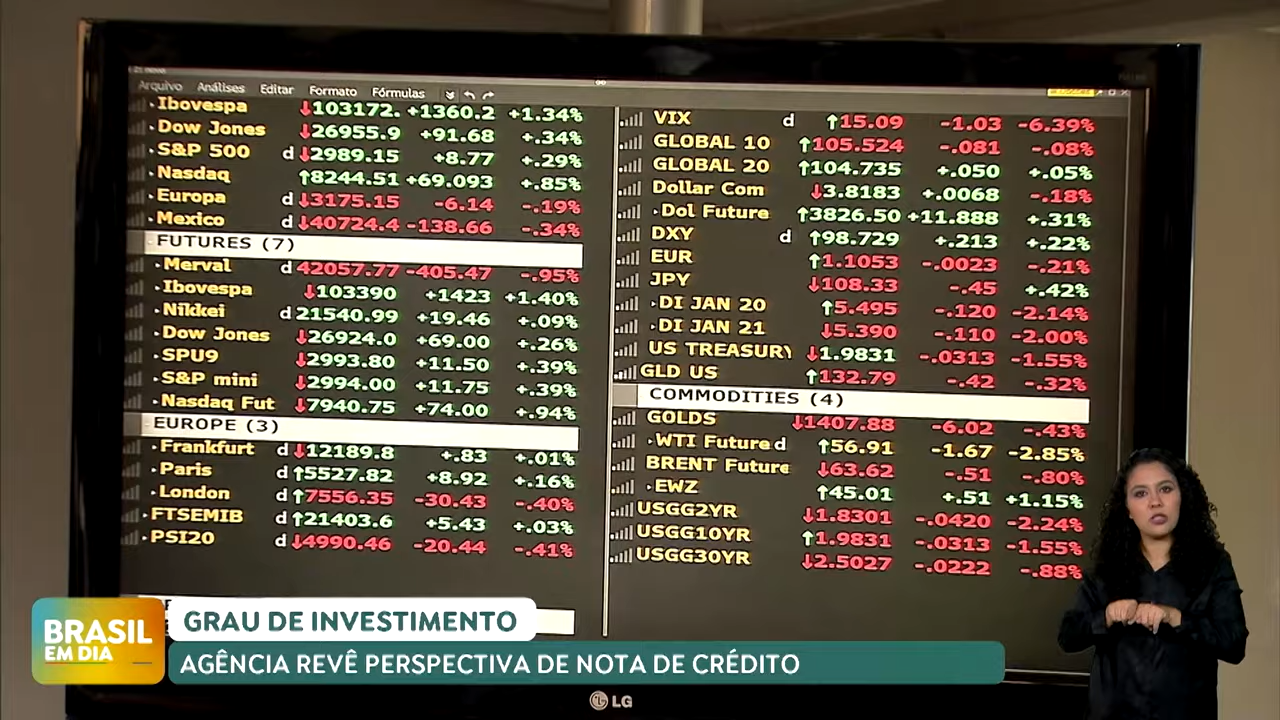 Arquivo Análises Editar Formato Fórmulas
Ibovespa ↓103172. +1360.2 +1.34%
Dow Jones ↓26955.9 +91.68 +.34%
S&P 500 d↓2989.15 +8.77 +.29%
Nasdaq ↑8244.51 +69.093 +.85%
Europa d↓3175.15 -6.14 -.19%
Mexico d↓40724.4 -138.66 -.34%
FUTURES (7)
Merval d 42057.77 -405.47 -.95%
Ibovespa ↓103390 +1423 +1.40%
Nikkei d 21540.99 +19.46 +.09%
Dow Jones ↓26924.0 +69.00 +.26%
SPU9 ↓2993.80 +11.50 +.39%
S&P mini ↓2994.00 +11.75 +.39%
Nasdaq Fut ↓7940.75 +74.00 +.94%
EUROPE (3)
Frankfurt d↓12189.8 +.83 +.01%
Paris d↑5527.82 +8.92 +.16%
London d↑7556.35 -30.43 -.40%
FTSEMIB d↑21403.6 +5.43 +.03%
PSI20 d↓4990.46 -20.44 -.41%
VIX d ↑15.09 -1.03 -6.39%
GLOBAL 10 ↑105.524 -.081 -.08%
GLOBAL 20 ↑104.735 +.050 +.05%
Dollar Com ↓3.8183 +.0068 -.18%
Dol Future ↑3826.50 +11.888 +.31%
DXY d ↑98.729 +.213 +.22%
EUR ↑1.1053 -.0023 -.21%
JPY ↓108.33 -.45 +.42%
DI JAN 20 ↑5.495 -.120 -2.14%
DI JAN 21 ↓5.390 -.110 -2.00%
US TREASURY ↓1.9831 -.0313 -1.55%
GLD US ↑132.79 -.42 -.32%
COMMODITIES (4)
GOLDS ↓1407.88 -6.02 -.43%
WTI Future d ↑56.91 -1.67 -2.85%
BRENT Future ↓63.62 -.51 -.80%
EWZ ↑45.01 +.51 +1.15%
USGG2YR ↓1.8301 -.0420 -2.24%
USGG10YR ↑1.9831 -.0313 -1.55%
USGG30YR ↓2.5027 -.0222 -.88%
BRASIL
EM DIA
GRAU DE INVESTIMENTO
AGÊNCIA REVÊ PERSPECTIVA DE NOTA DE CRÉDITO
LG